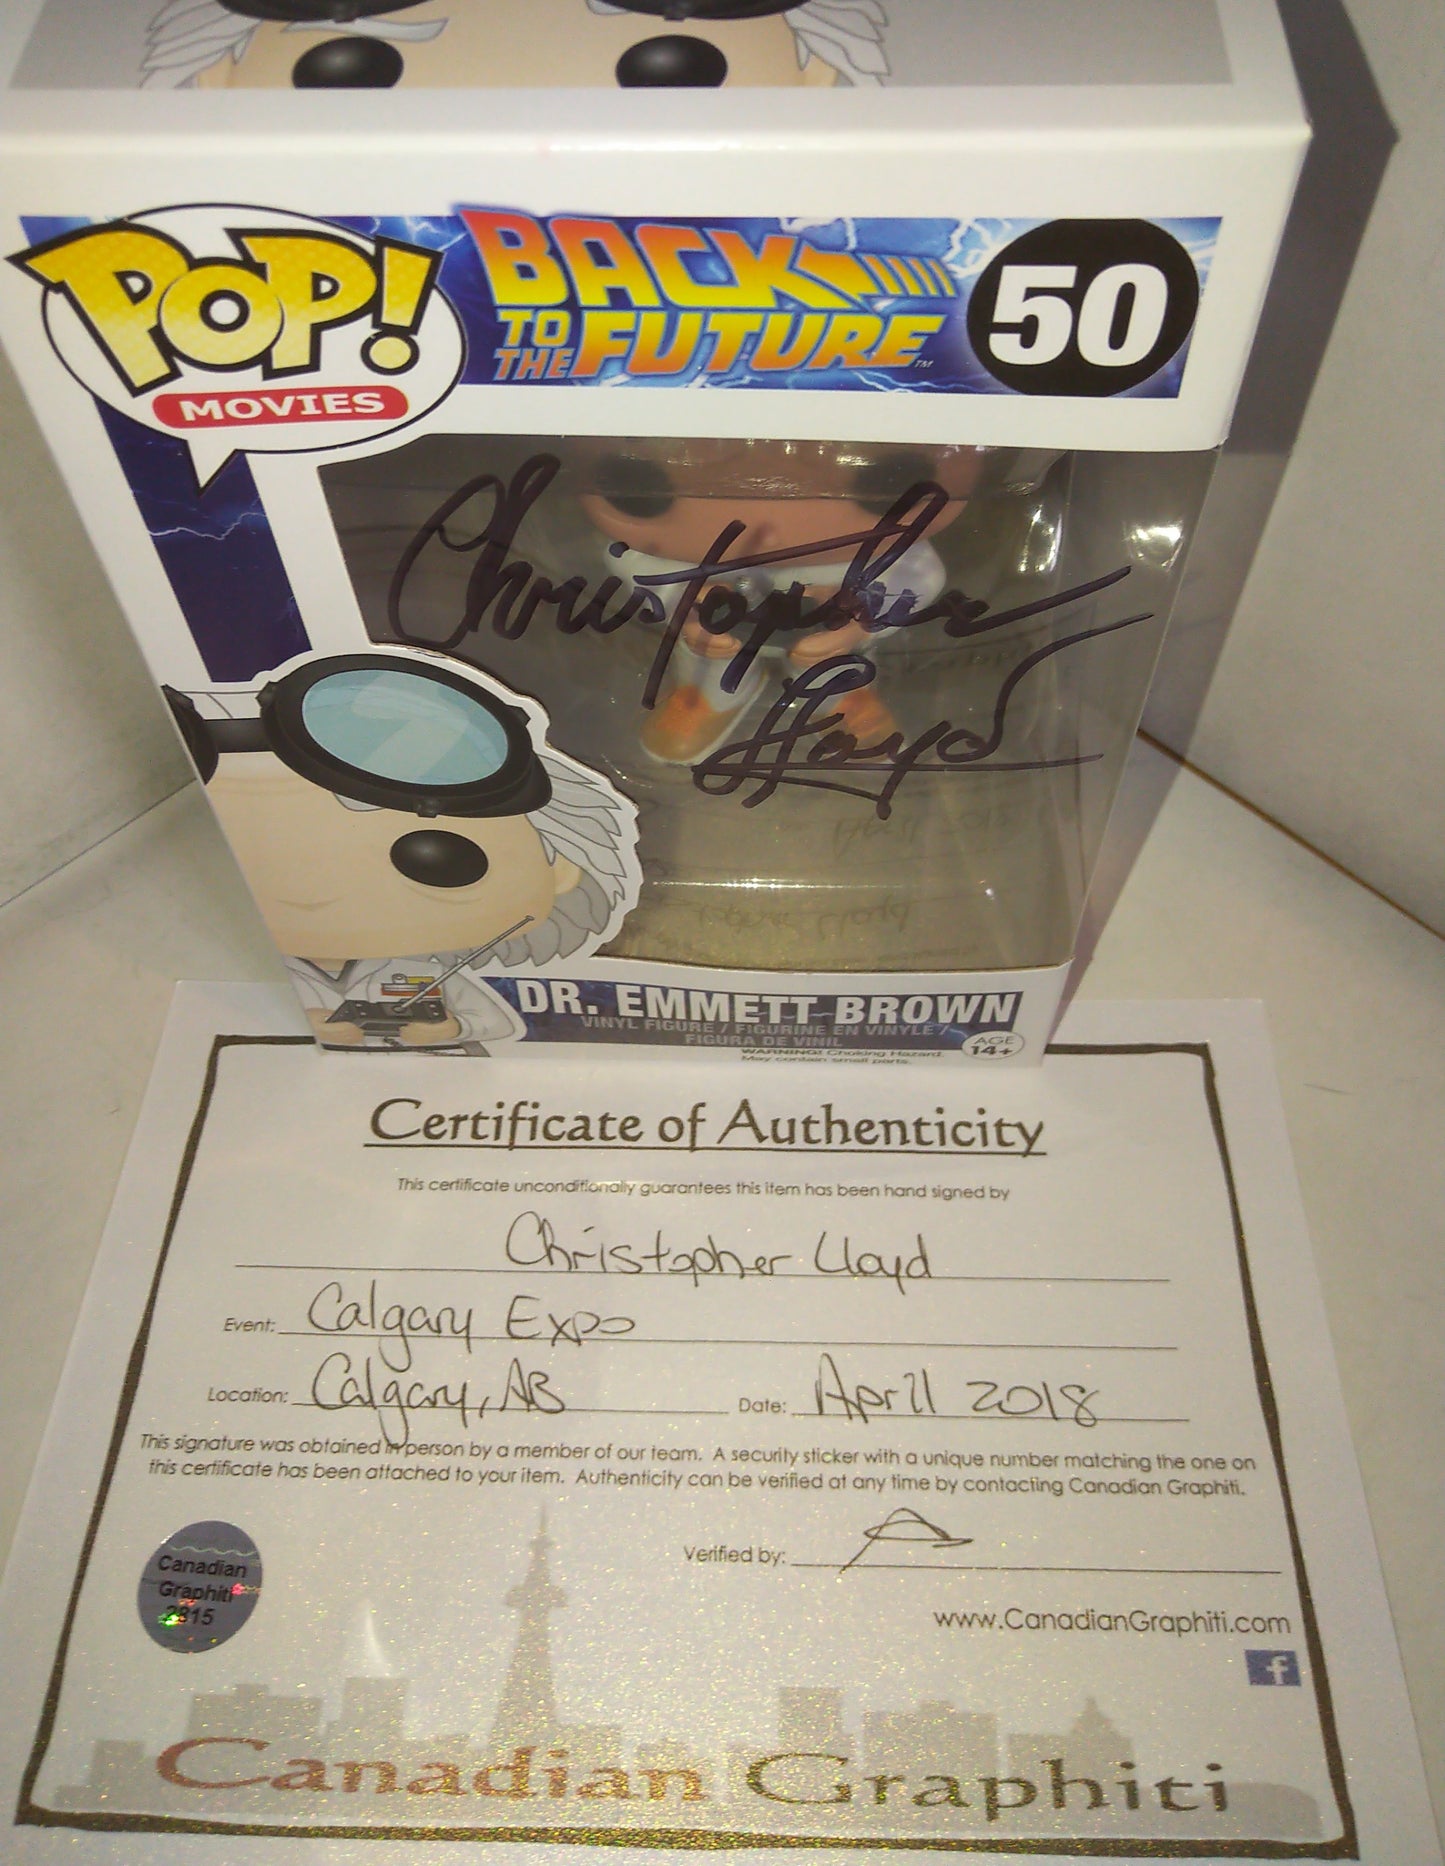 POP!
MOVIES
BACK
TO THE FUTURE™
50
Christopher
Lloyd
DR. EMMETT BROWN
VINYL FIGURE / FIGURINE EN VINYLE /
FIGURA DE VINIL
WARNING: Choking Hazard.
May contain small parts.
AGE
14+
Certificate of Authenticity
This certificate unconditionally guarantees this item has been hand signed by
Christopher Lloyd
Event: Calgary Expo
Location: Calgary, AB Date: April 2018
This signature was obtained in person by a member of our team. A security sticker with a unique number matching the one on
this certificate has been attached to your item. Authenticity can be verified at any time by contacting Canadian Graphiti.
Verified by:
Canadian
Graphiti
2815
www.CanadianGraphiti.com
f
Canadian Graphiti